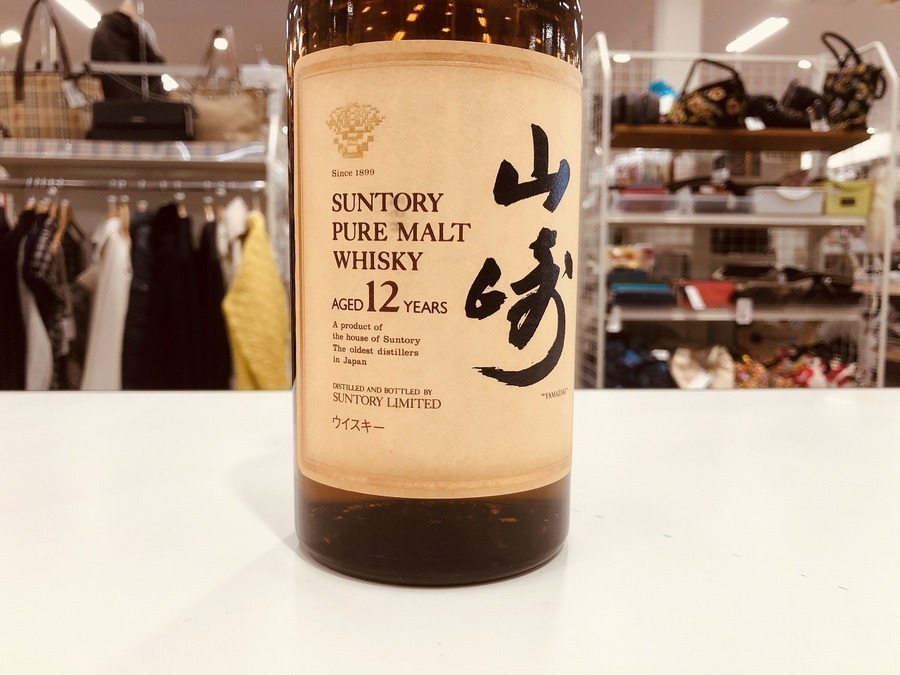 Since 1899
SUNTORY
PURE MALT
WHISKY
AGED 12 YEARS
A product of
the house of Suntory
The oldest distillers
in Japan
DISTILLED AND BOTTLED BY
SUNTORY LIMITED
ウイスキー
山崎
"YAMAZAKI"